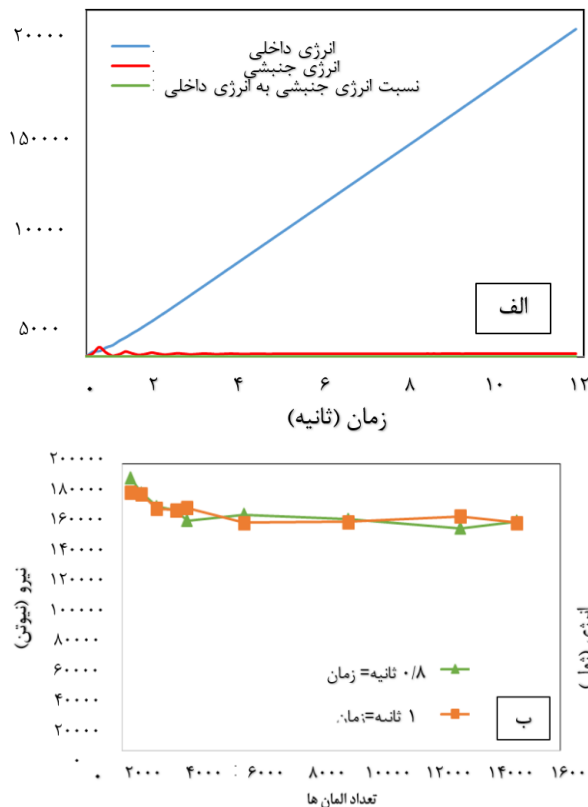 ۲۰۰۰۰
۱۵۰۰۰۰
۱۰۰۰۰
۵۰۰۰
انرژی داخلی
انرژی جنبشی
نسبت انرژی جنبشی به انرژی داخلی
الف
۰ ۲ ۴ ۶ ۸ ۱۰ ۱۲
زمان (ثانیه)
نیرو (نیوتن)
۲۰۰۰۰۰
۱۸۰۰۰۰
۱۶۰۰۰۰
۱۴۰۰۰۰
۱۲۰۰۰۰
۱۰۰۰۰۰
۸۰۰۰۰
۶۰۰۰۰
۴۰۰۰۰
۲۰۰۰۰
۰
۰/۸ ثانیه= زمان
۱ ثانیه=زمان
ب
۰ ۲۰۰۰ ۴۰۰۰ ۶۰۰۰ ۸۰۰۰ ۱۰۰۰۰ ۱۲۰۰۰ ۱۴۰۰۰ ۱۶۰۰
تعداد المان ها